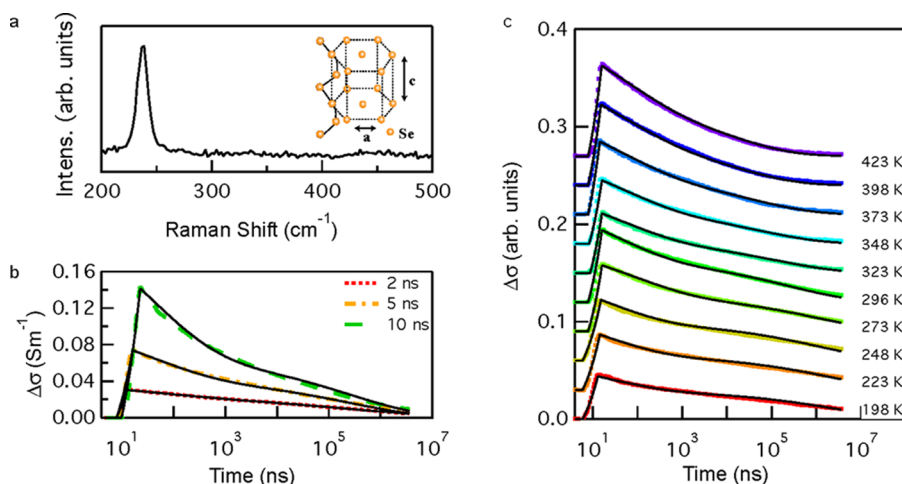 a
Intens. (arb. units)
c
a
Se
200
250
300
350
400
450
500
Raman Shift (cm⁻¹)
b
0.16
0.12
0.08
0.04
0.00
Δσ (Sm⁻¹)
2 ns
5 ns
10 ns
10¹
10³
10⁵
10⁷
Time (ns)
c
0.4
0.3
0.2
0.1
0.0
Δσ (arb. units)
423 K
398 K
373 K
348 K
323 K
296 K
273 K
248 K
223 K
198 K
10¹
10³
10⁵
10⁷
Time (ns)